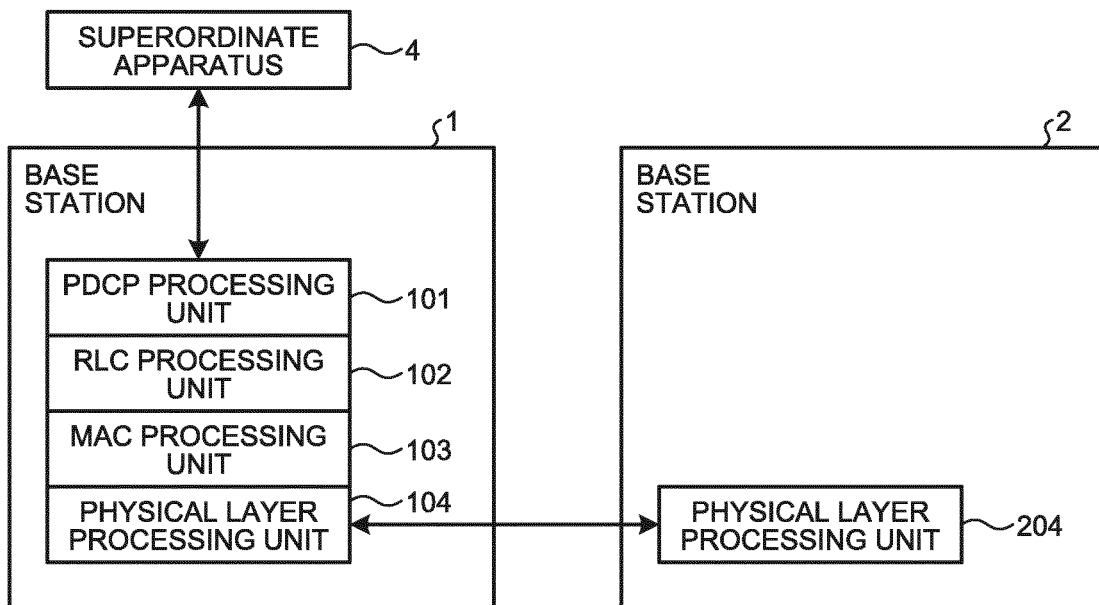 SUPERORDINATE
APPARATUS
4
1
2
BASE
STATION
BASE
STATION
PDCP PROCESSING
UNIT
101
RLC PROCESSING
UNIT
102
MAC PROCESSING
UNIT
103
104
PHYSICAL LAYER
PROCESSING UNIT
PHYSICAL LAYER
PROCESSING UNIT
204